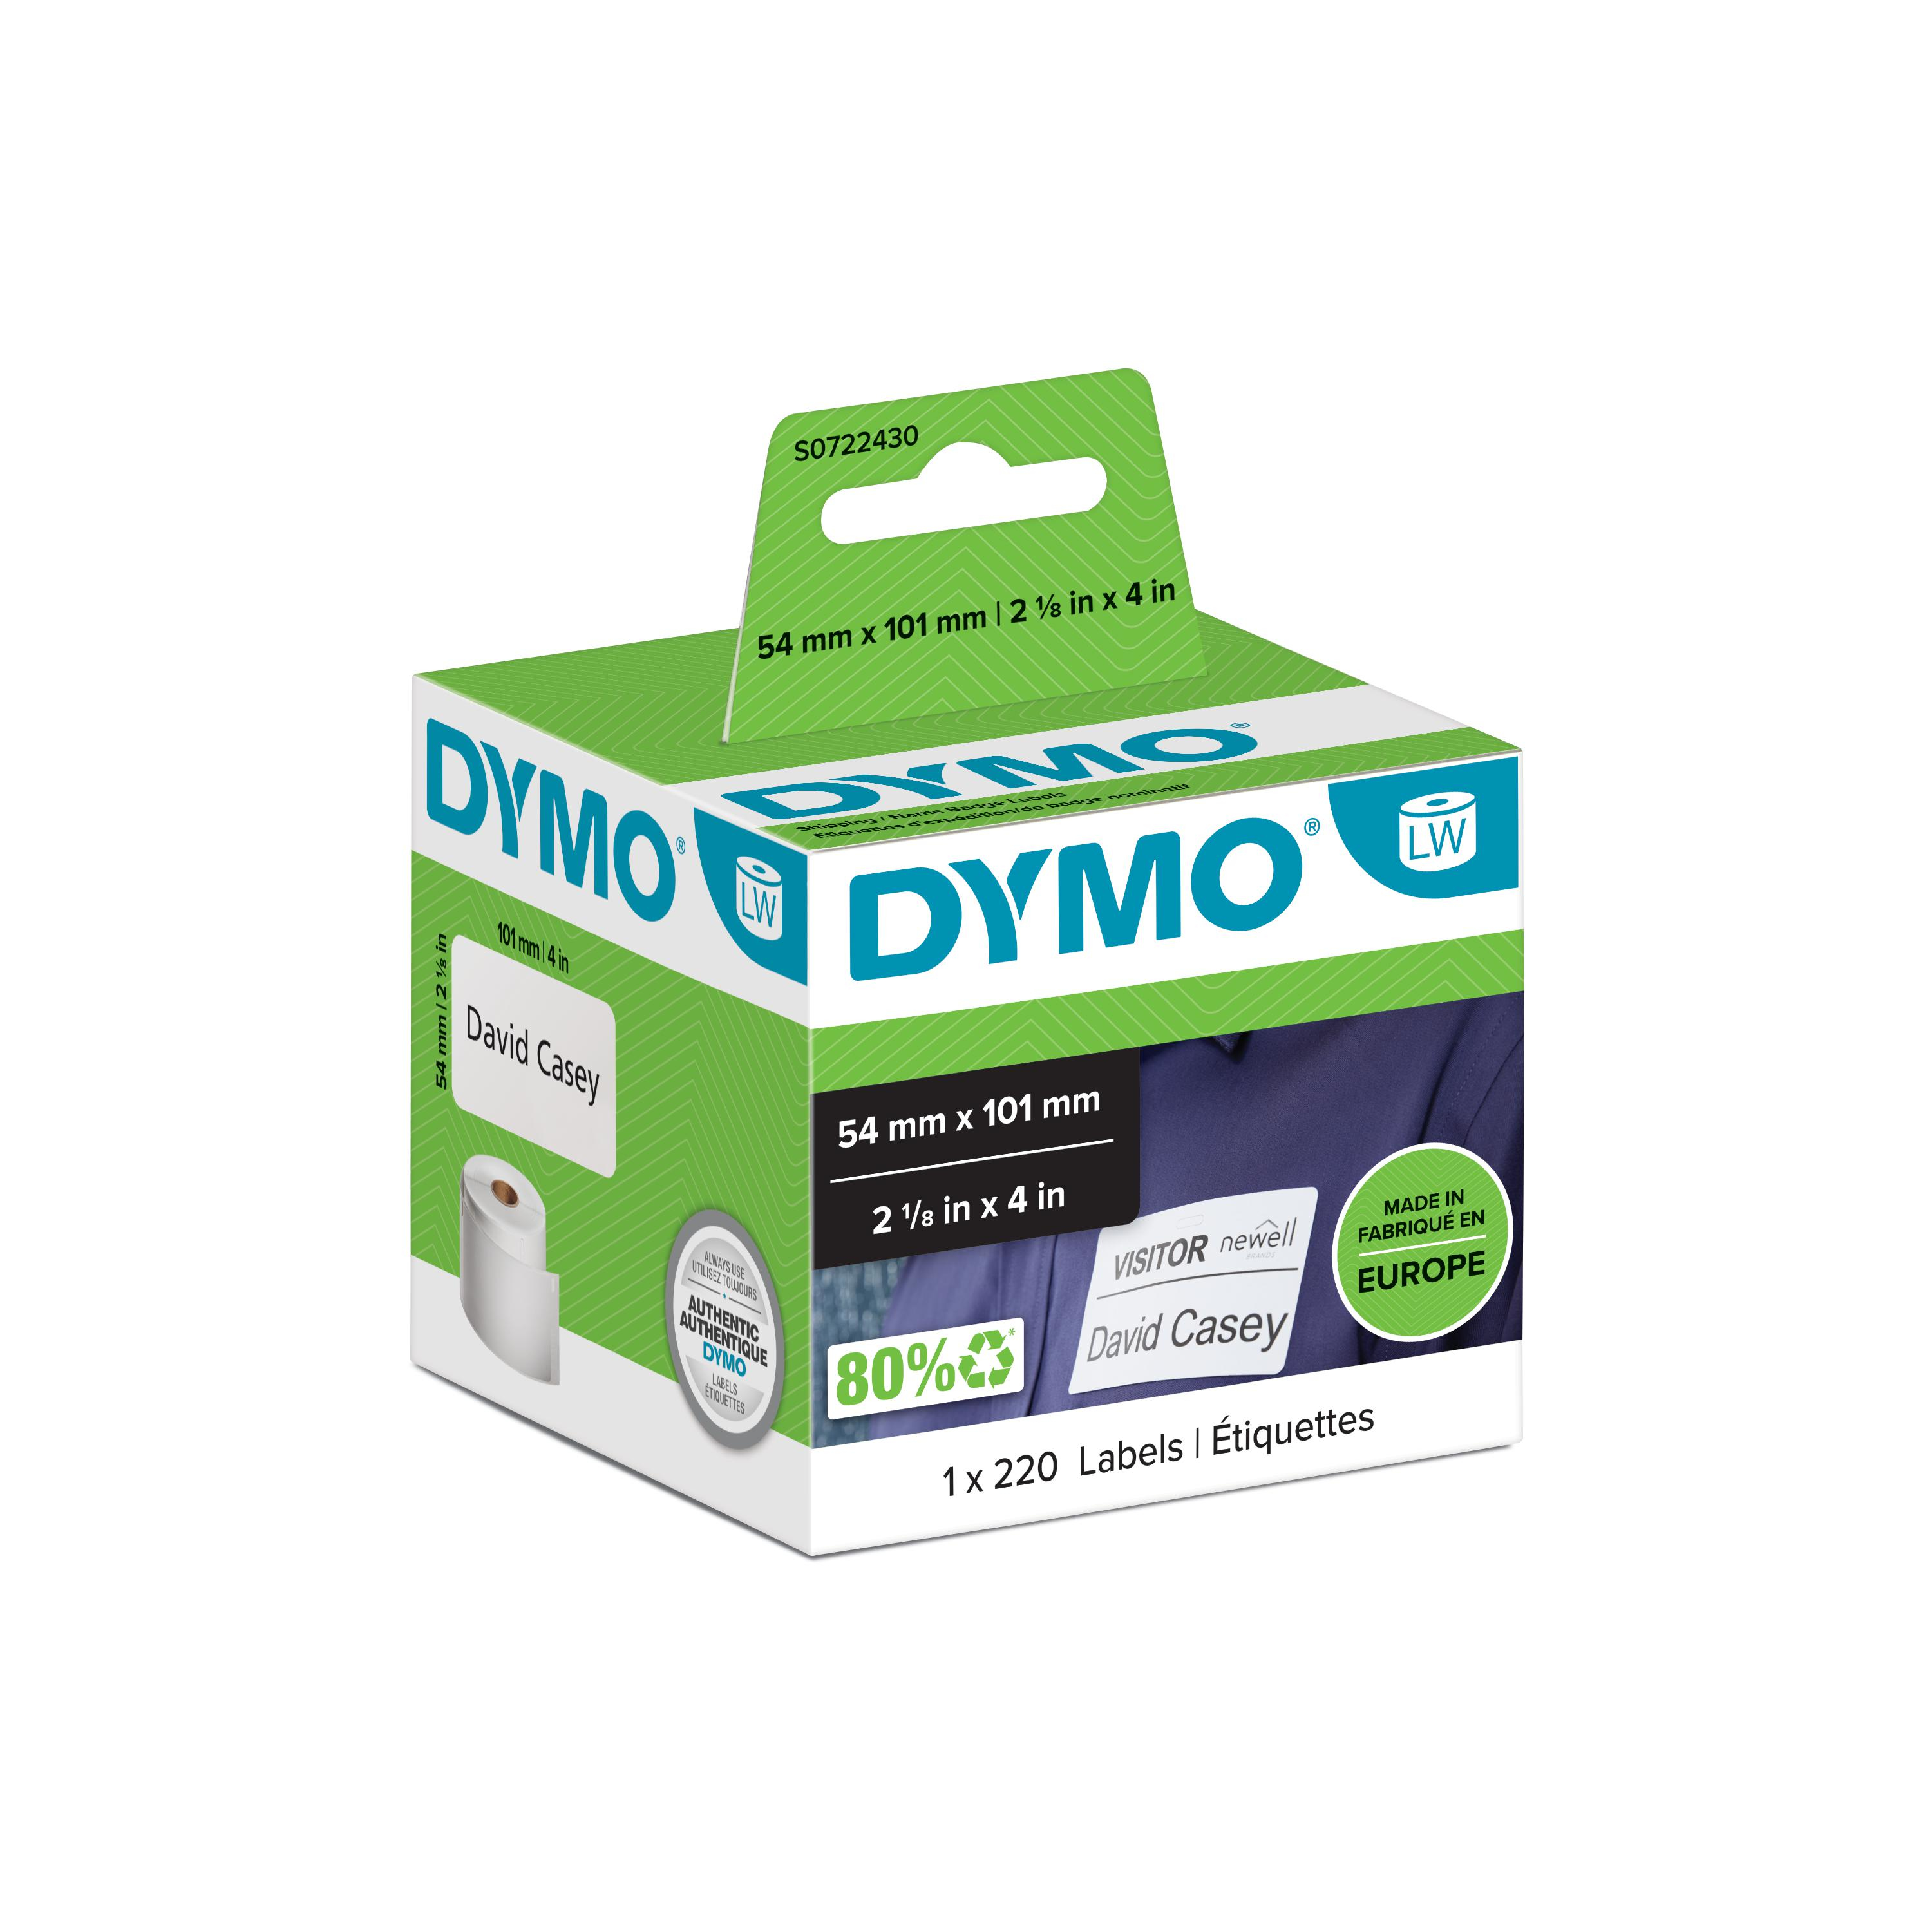 S0722430
54 mm x 101 mm | 2 ⅛ in x 4 in
DYMO®
Shipping / Name Badge Labels
Étiquettes d'expédition/de badge nominatif
DYMO®
LW
101 mm | 4 in
54 mm | 2 ⅛ in
David Casey
ALWAYS USE
UTILISEZ TOUJOURS
AUTHENTIC
AUTHENTIQUE
DYMO
LABELS
ÉTIQUETTES
DYMO®
LW
54 mm x 101 mm
2 ⅛ in x 4 in
VISITOR newell
BRANDS
David Casey
MADE IN
FABRIQUÉ EN
EUROPE
80%*
1 x 220 Labels | Étiquettes